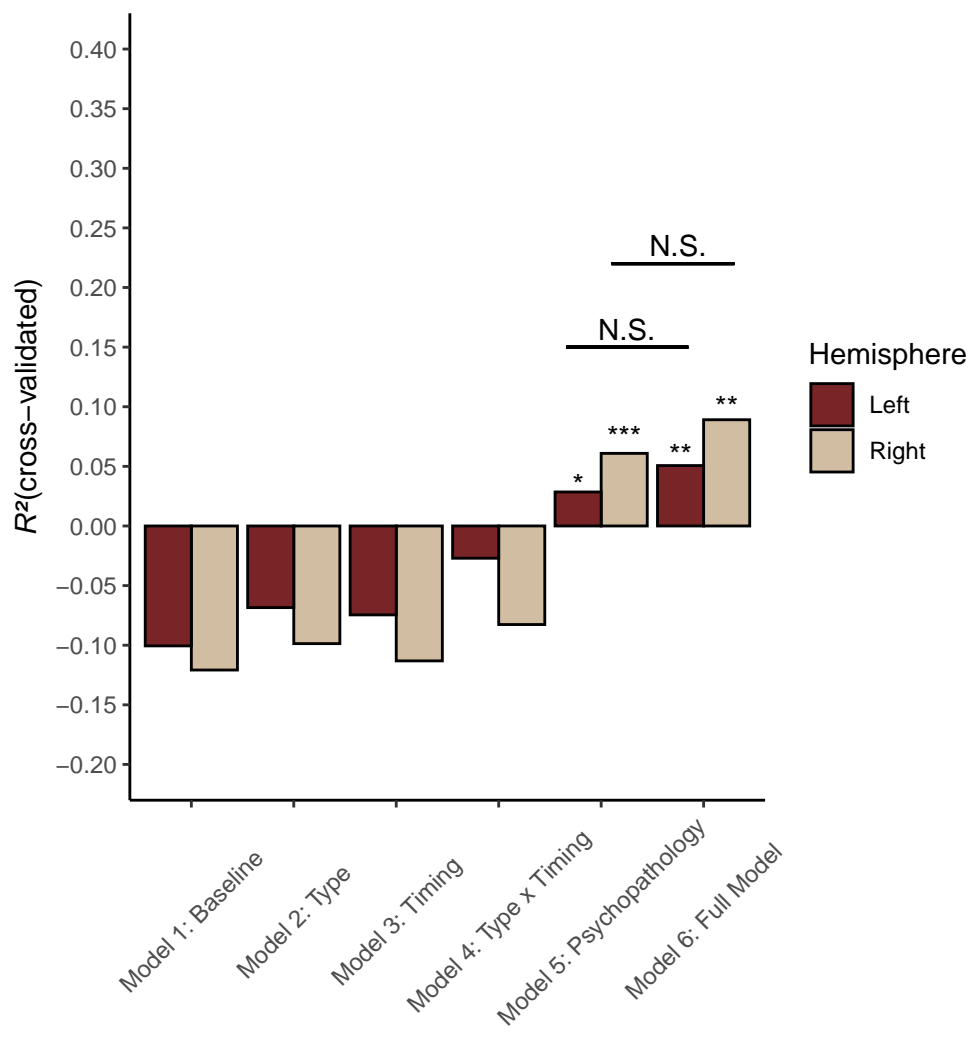 0.40
0.35
0.30
0.25
0.20
0.15
0.10
0.05
0.00
−0.05
−0.10
−0.15
−0.20
R²(cross−validated)
N.S.
N.S.
*
***
**
**
Model 1: Baseline
Model 2: Type
Model 3: Timing
Model 4: Type x Timing
Model 5: Psychopathology
Model 6: Full Model
Hemisphere
Left
Right